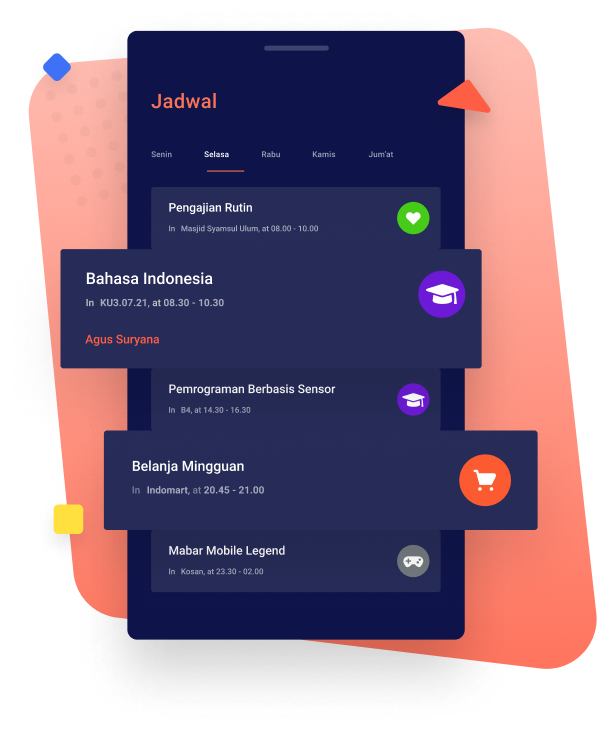 Jadwal
Senin Selasa Rabu Kamis Jum'at
Pengajian Rutin
In Masjid Syamsul Ulum, at 08.00 - 10.00
Bahasa Indonesia
In KU3.07.21, at 08.30 - 10.30
Agus Suryana
Pemrograman Berbasis Sensor
In B4, at 14.30 - 16.30
Belanja Mingguan
In Indomart, at 20.45 - 21.00
Mabar Mobile Legend
In Kosan, at 23.30 - 02.00